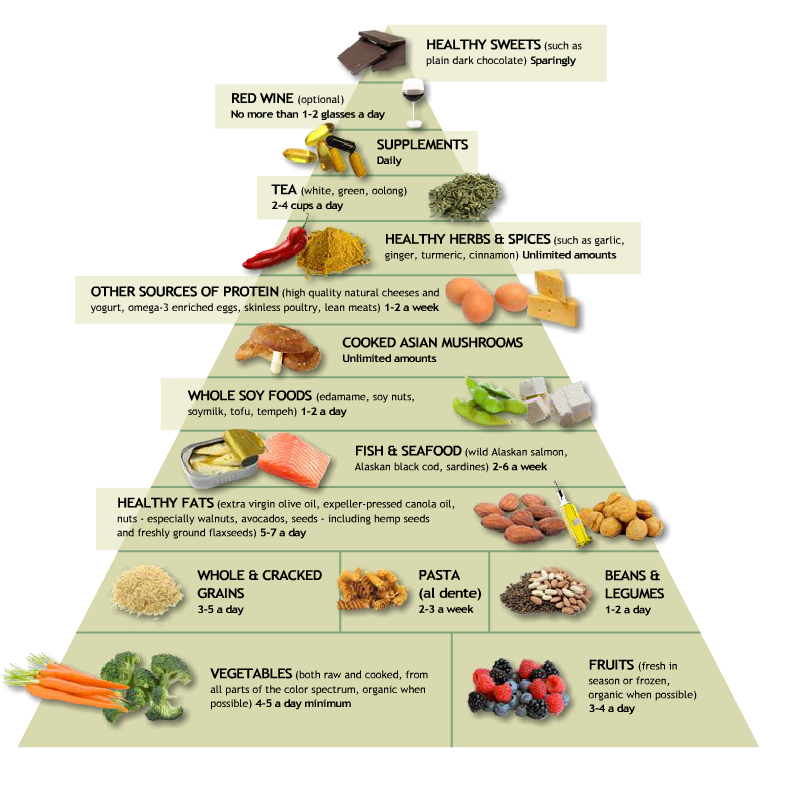 HEALTHY SWEETS (such as
plain dark chocolate) Sparingly
RED WINE (optional)
No more than 1-2 glasses a day
SUPPLEMENTS
Daily
TEA (white, green, oolong)
2-4 cups a day
HEALTHY HERBS & SPICES (such as garlic,
ginger, turmeric, cinnamon) Unlimited amounts
OTHER SOURCES OF PROTEIN (high quality natural cheeses and
yogurt, omega-3 enriched eggs, skinless poultry, lean meats) 1-2 a week
COOKED ASIAN MUSHROOMS
Unlimited amounts
WHOLE SOY FOODS (edamame, soy nuts,
soymilk, tofu, tempeh) 1-2 a day
FISH & SEAFOOD (wild Alaskan salmon,
Alaskan black cod, sardines) 2-6 a week
HEALTHY FATS (extra virgin olive oil, expeller-pressed canola oil,
nuts - especially walnuts, avocados, seeds - including hemp seeds
and freshly ground flaxseeds) 5-7 a day
WHOLE & CRACKED
GRAINS
3-5 a day
PASTA
(al dente)
2-3 a week
BEANS &
LEGUMES
1-2 a day
VEGETABLES (both raw and cooked, from
all parts of the color spectrum, organic when
possible) 4-5 a day minimum
FRUITS (fresh in
season or frozen,
organic when possible)
3-4 a day